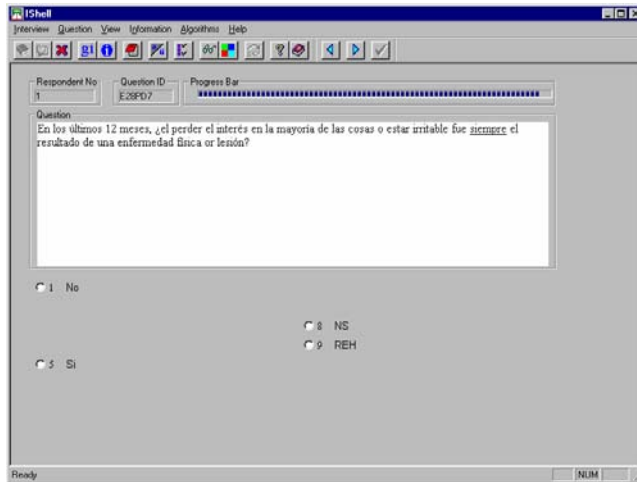 IShell
Interview Question View Information Algorithms Help
Respondent No
Question ID
Progress Bar
1
E28PD7
Question
En los últimos 12 meses, ¿el perder el interés en la mayoría de las cosas o estar irritable fue siempre el
resultado de una enfermedad física or lesión?
1 No
8 NS
9 REH
5 Si
Ready
NUM